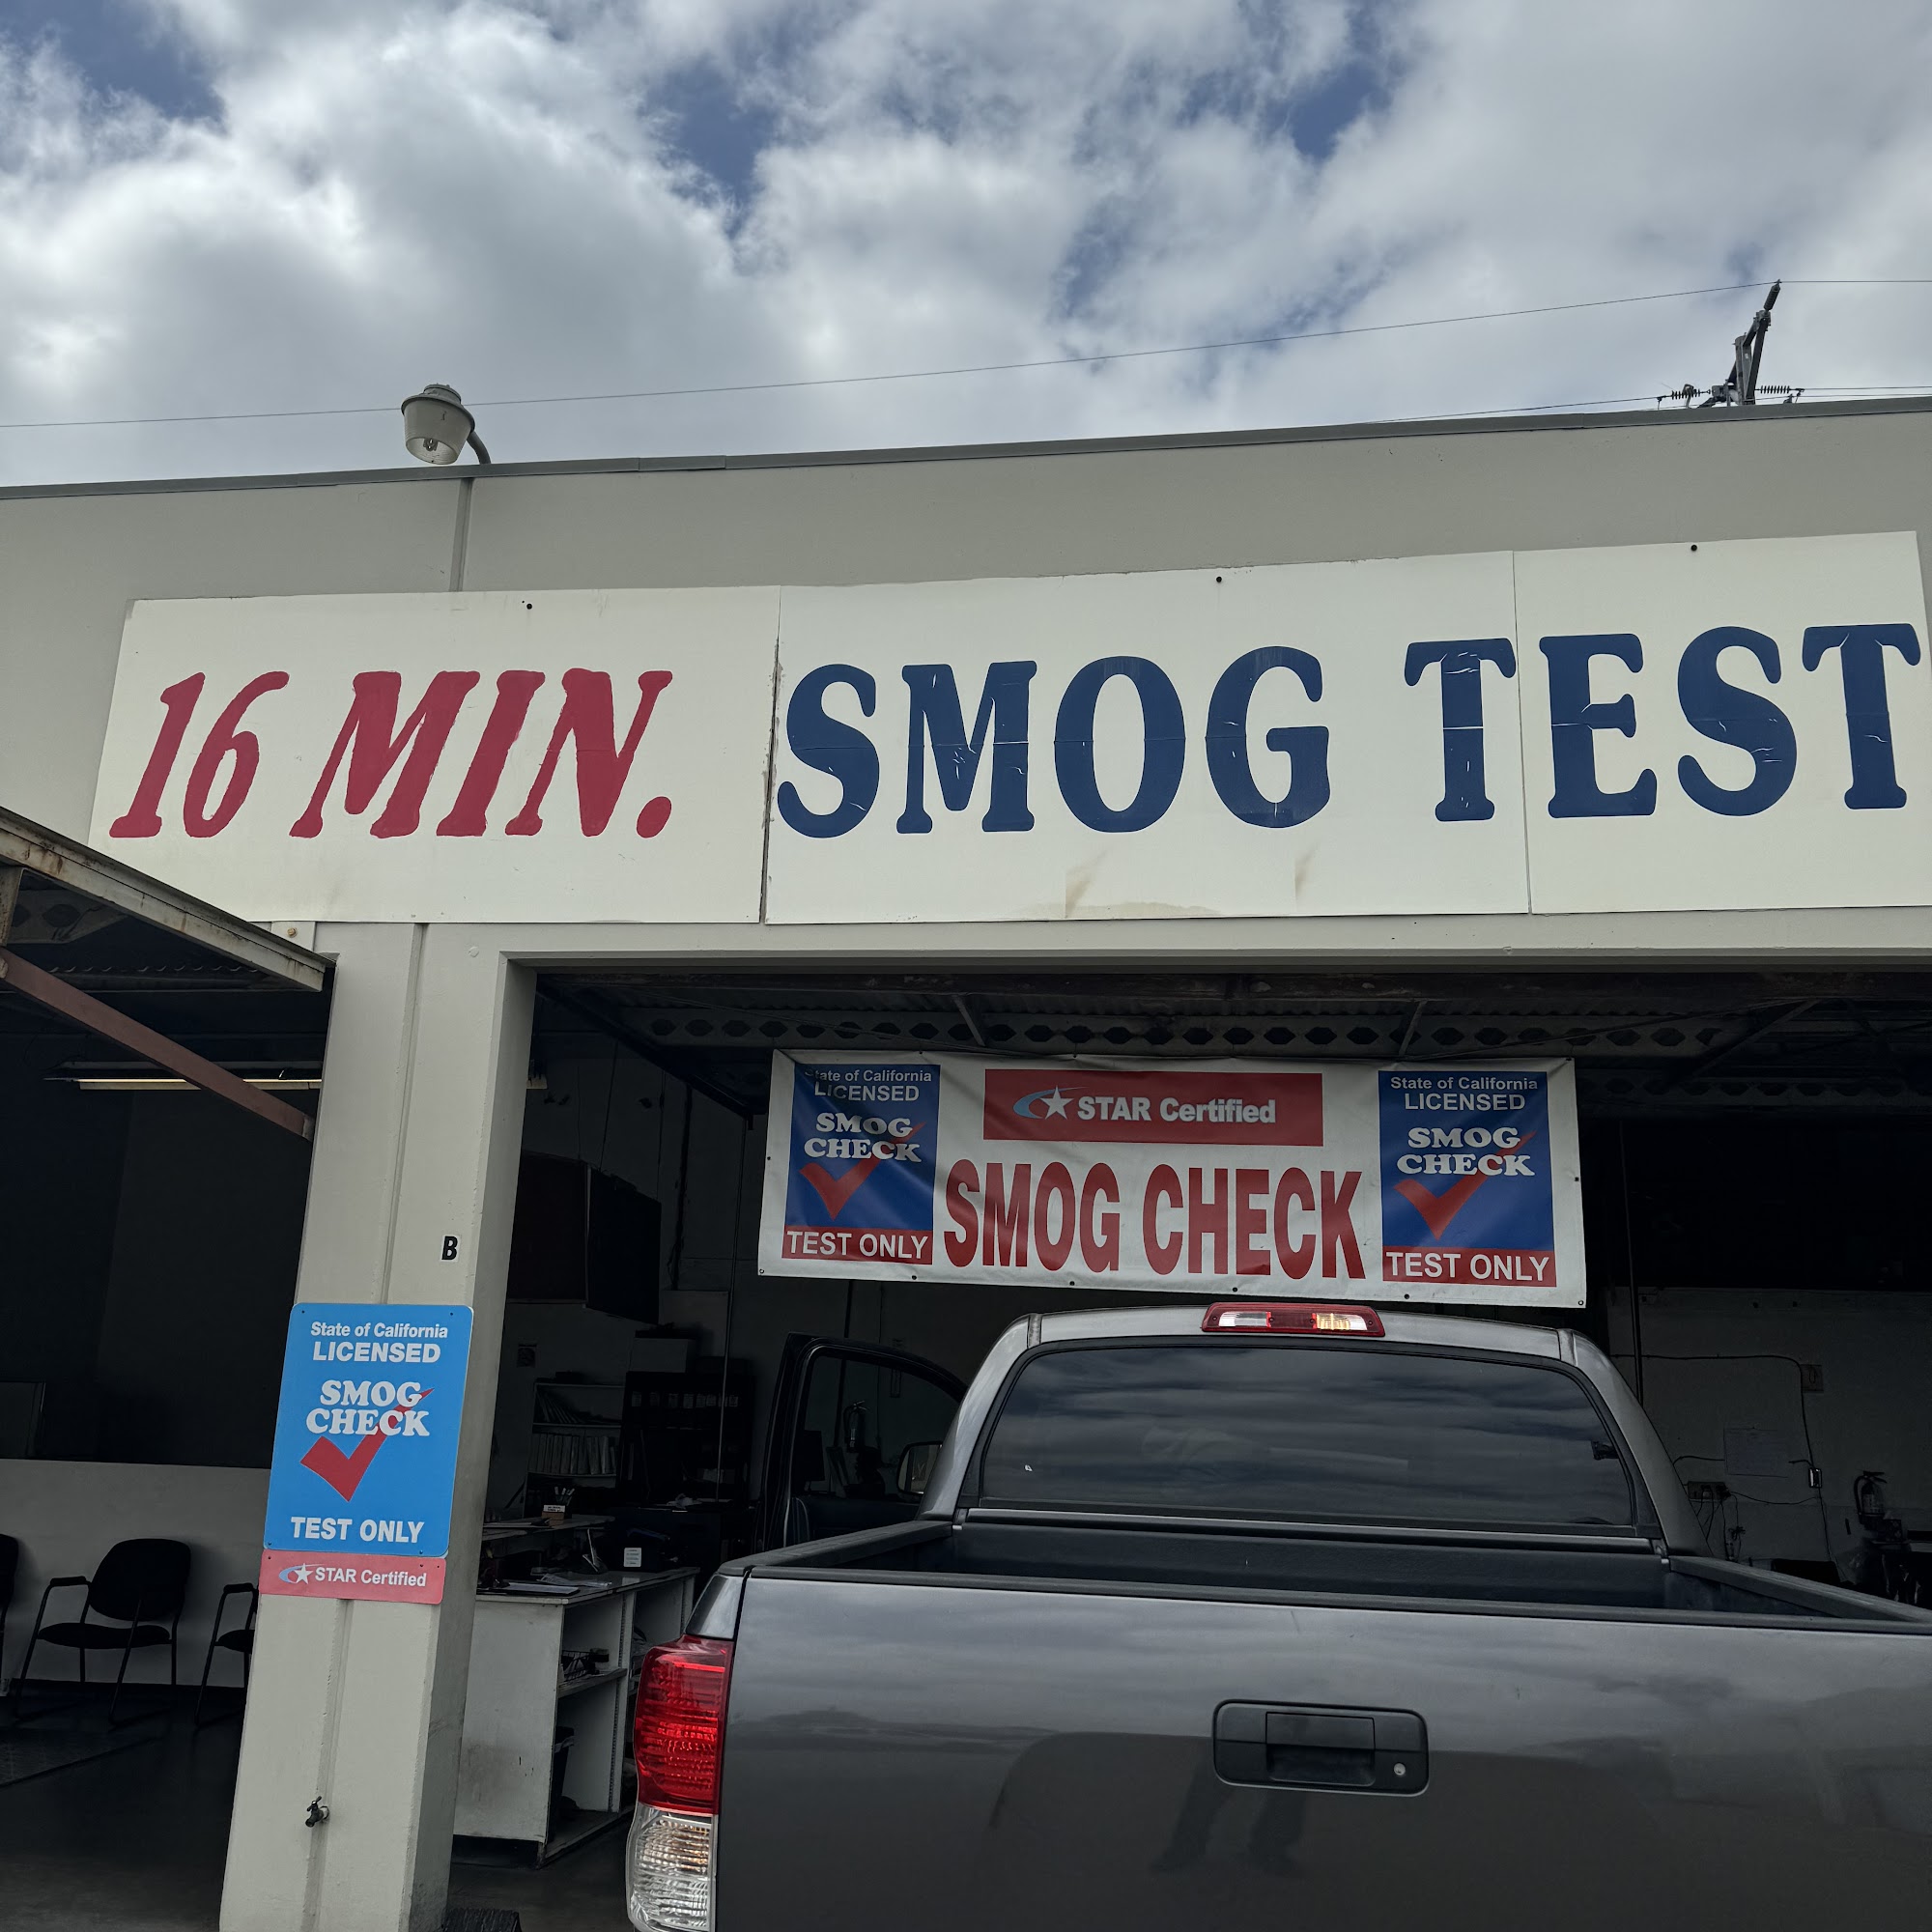 16 MIN. SMOG TEST
State of California
LICENSED
SMOG
CHECK
TEST ONLY
STAR Certified
SMOG CHECK
State of California
LICENSED
SMOG
CHECK
TEST ONLY
B
State of California
LICENSED
SMOG
CHECK
TEST ONLY
STAR Certified